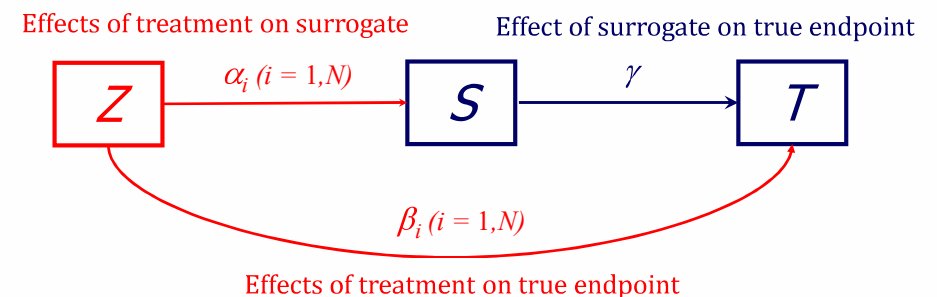 Effects of treatment on surrogate
Effect of surrogate on true endpoint
Z
αi (i = 1,N)
S
γ
T
βi (i = 1,N)
Effects of treatment on true endpoint